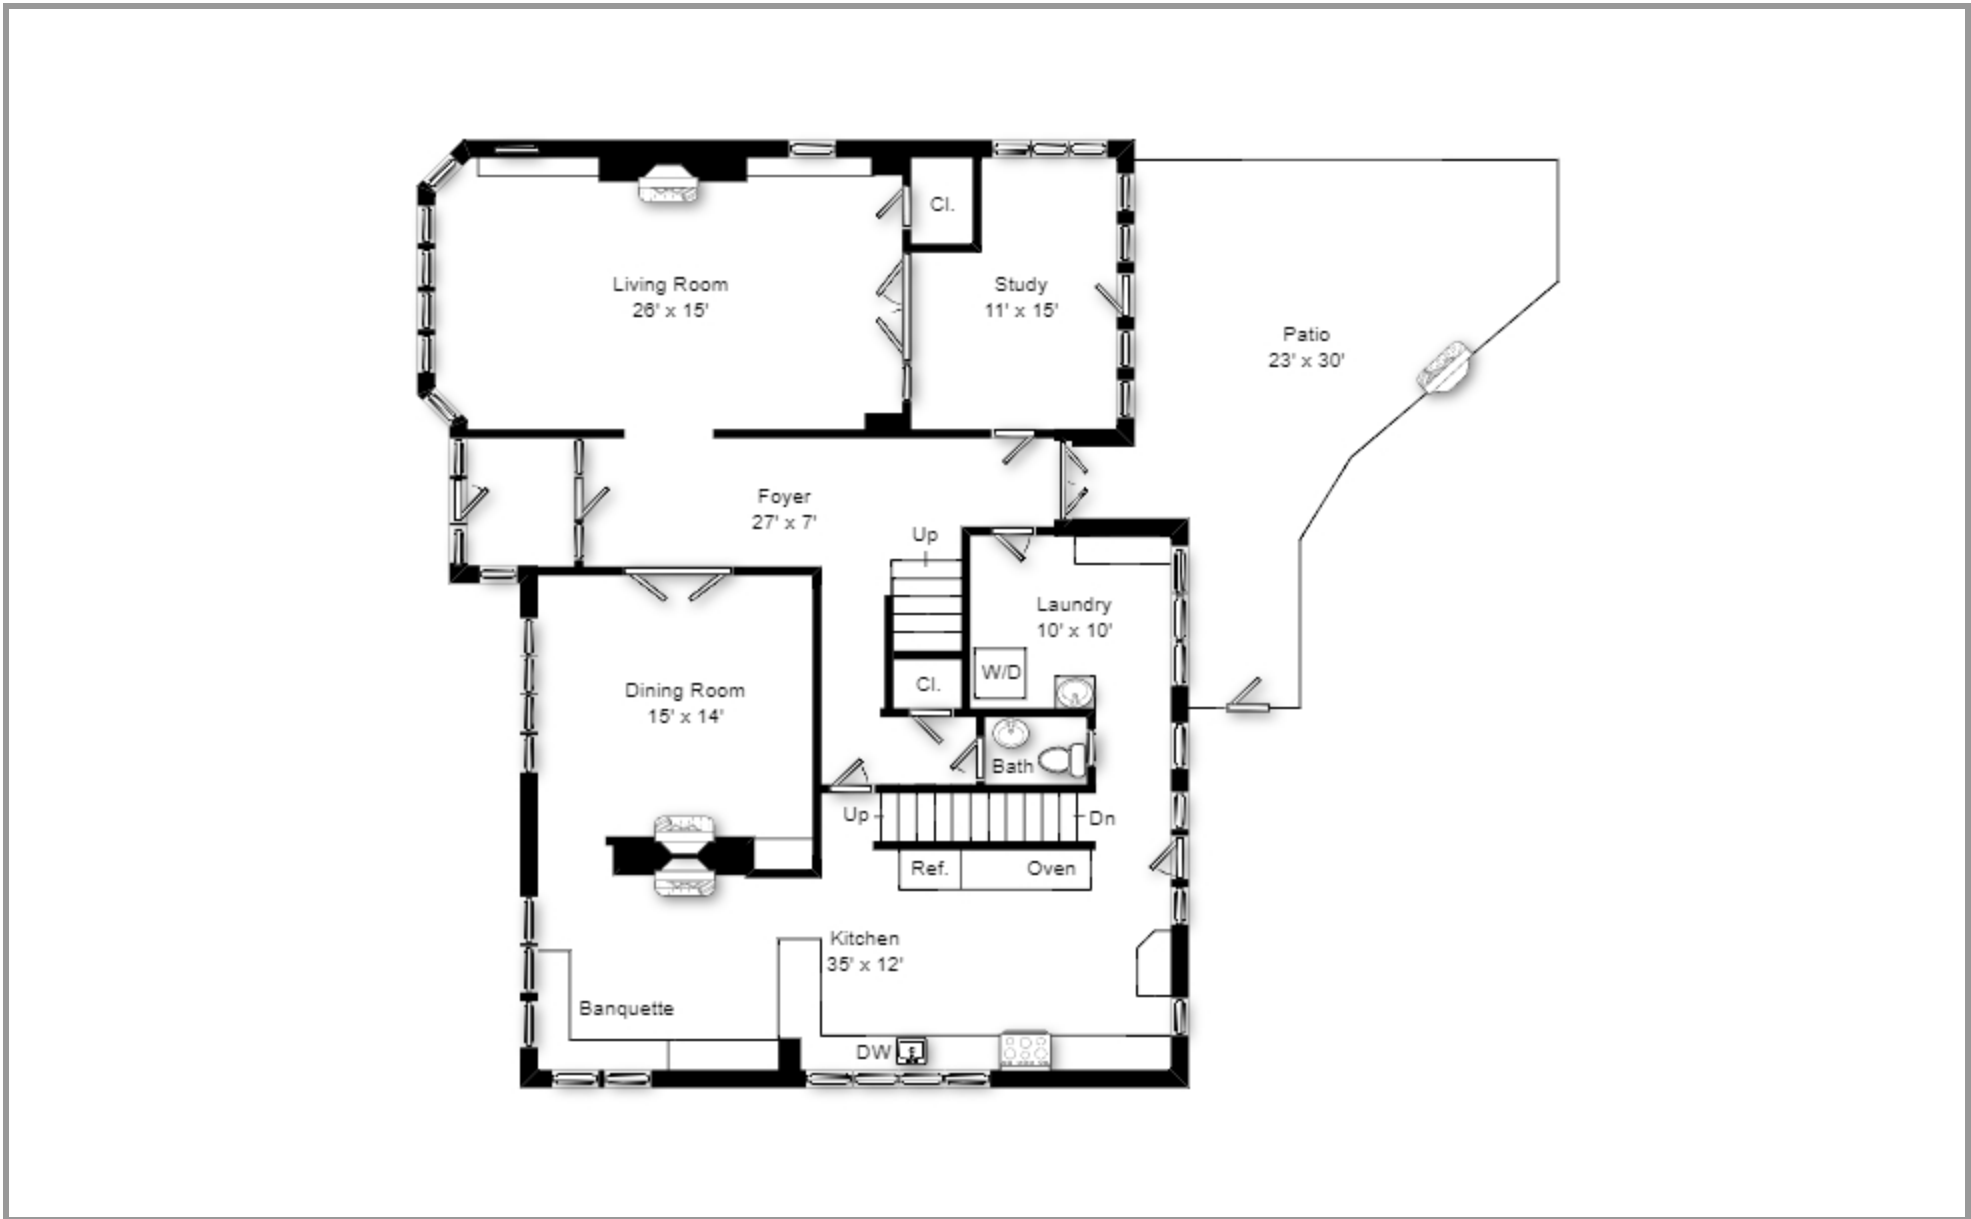 Cl.
Living Room
26' x 15'
Study
11' x 15'
Patio
23' x 30'
Foyer
27' x 7'
Up
Laundry
10' x 10'
W/D
Cl.
Dining Room
15' x 14'
Bath
Up
Dn
Ref.
Oven
Kitchen
35' x 12'
Banquette
DW